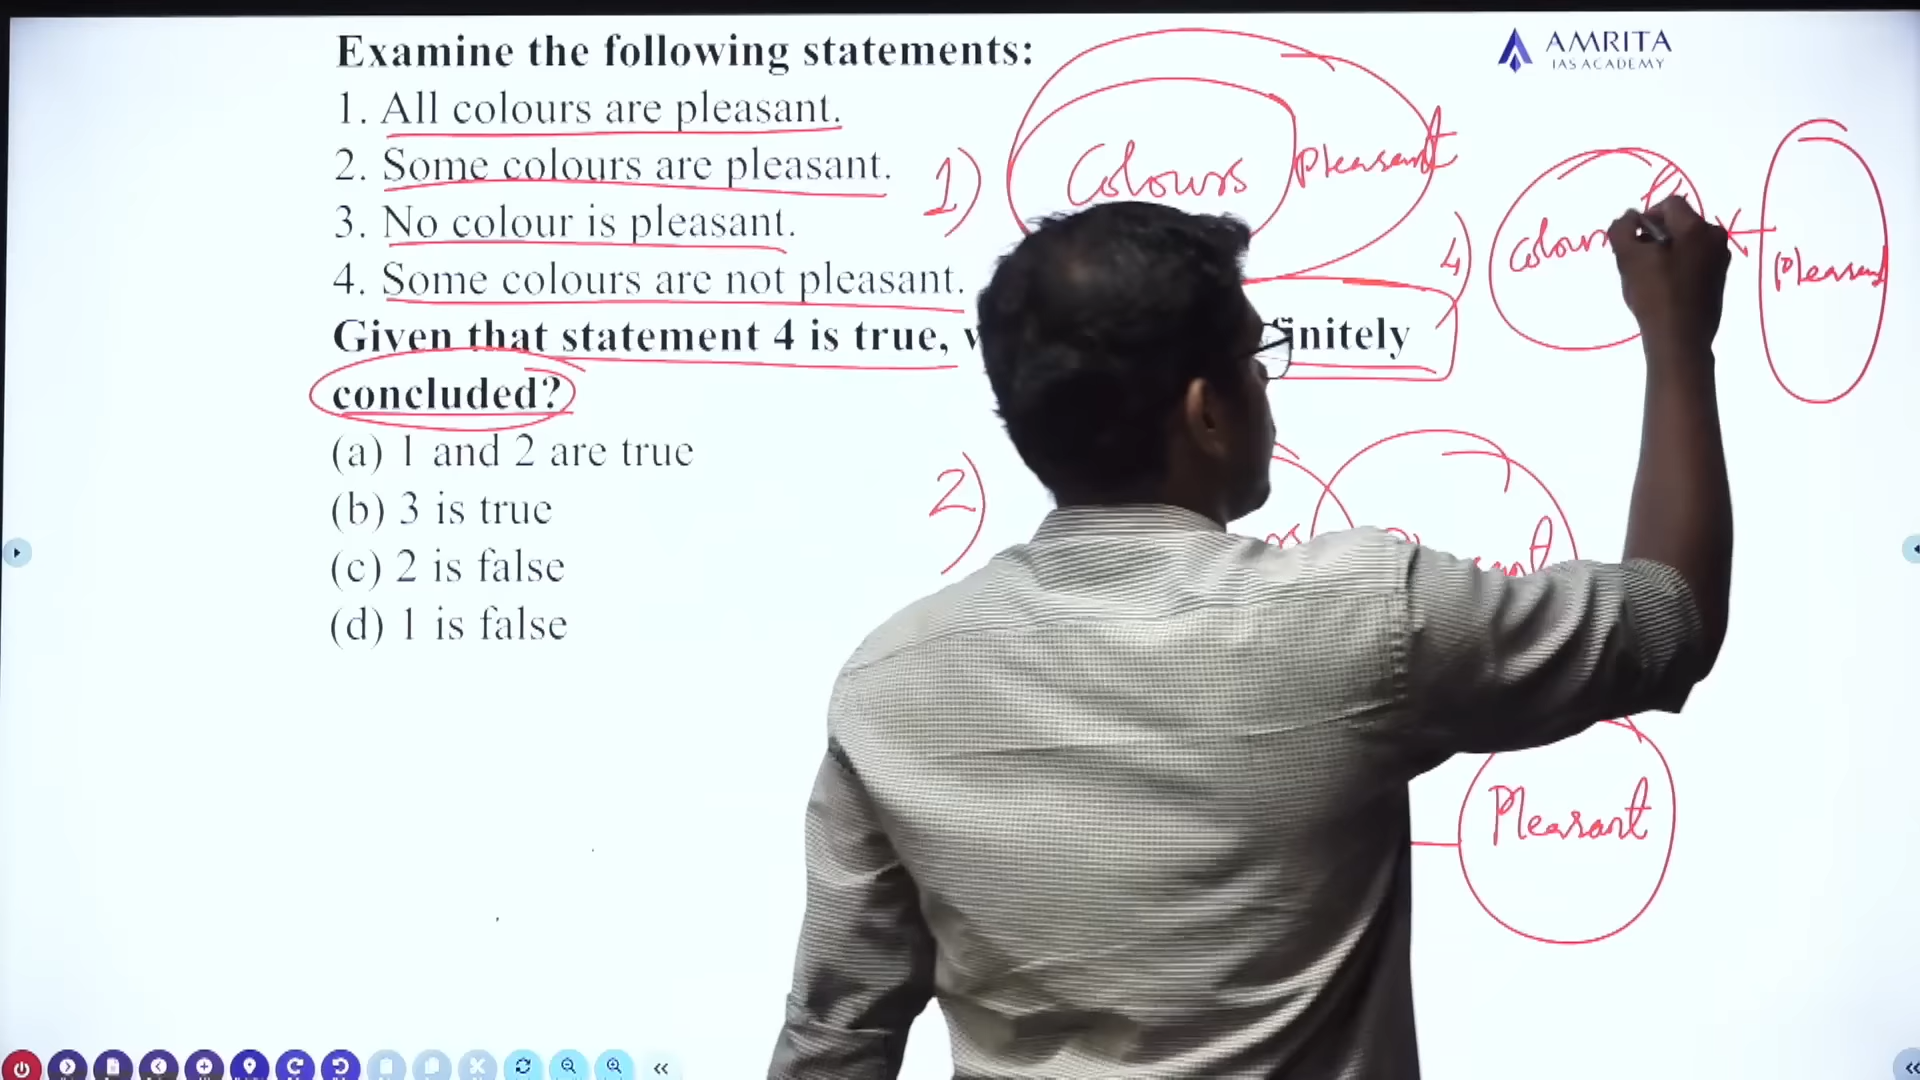 Examine the following statements:
1. All colours are pleasant.
2. Some colours are pleasant.
3. No colour is pleasant.
4. Some colours are not pleasant.
Given that statement 4 is true,
concluded?
(a) 1 and 2 are true
(b) 3 is true
(c) 2 is false
(d) 1 is false
AMRITA
IAS ACADEMY
1)
Colours
Pleasant
4)
Pleasant
2)
Pleasant